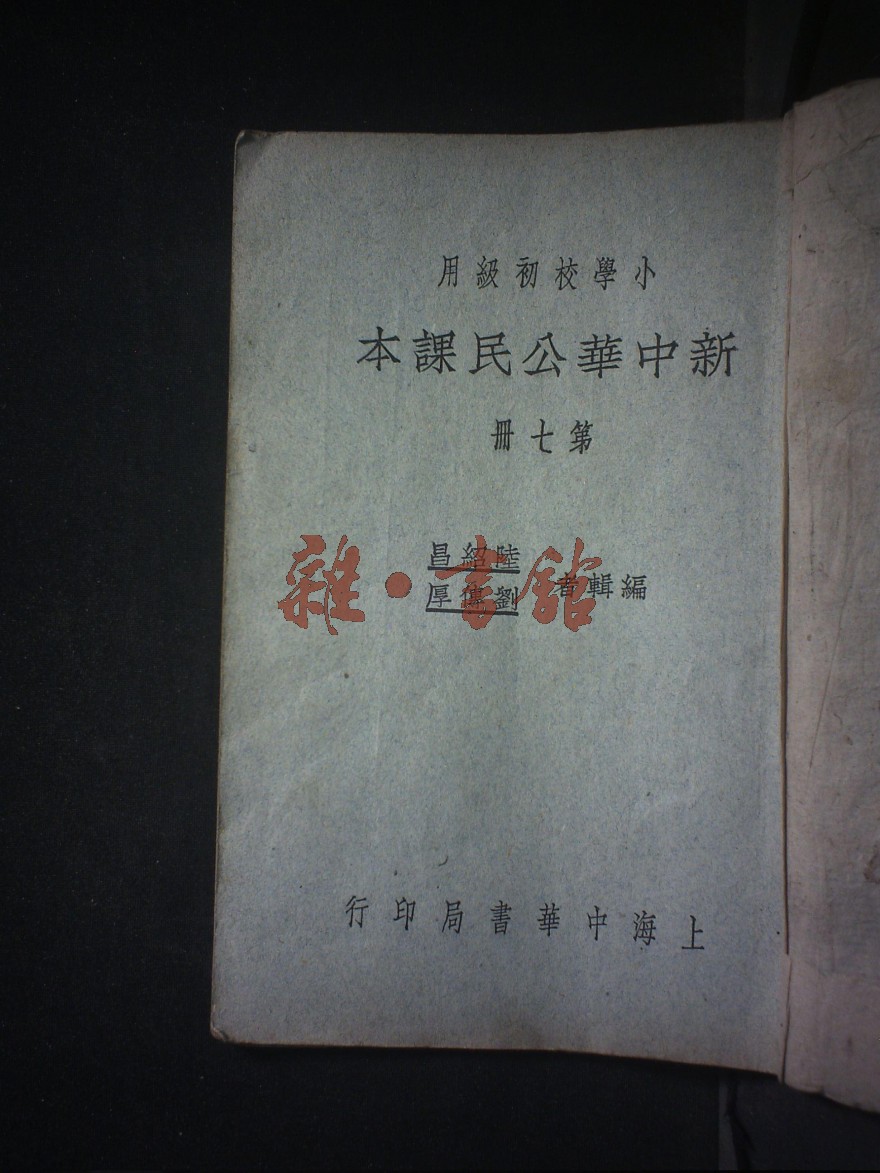 小學校初級用
新中華公民課本
第七冊
編輯者
陸紹昌
劉傳厚
雜·書館
上海中華書局印行